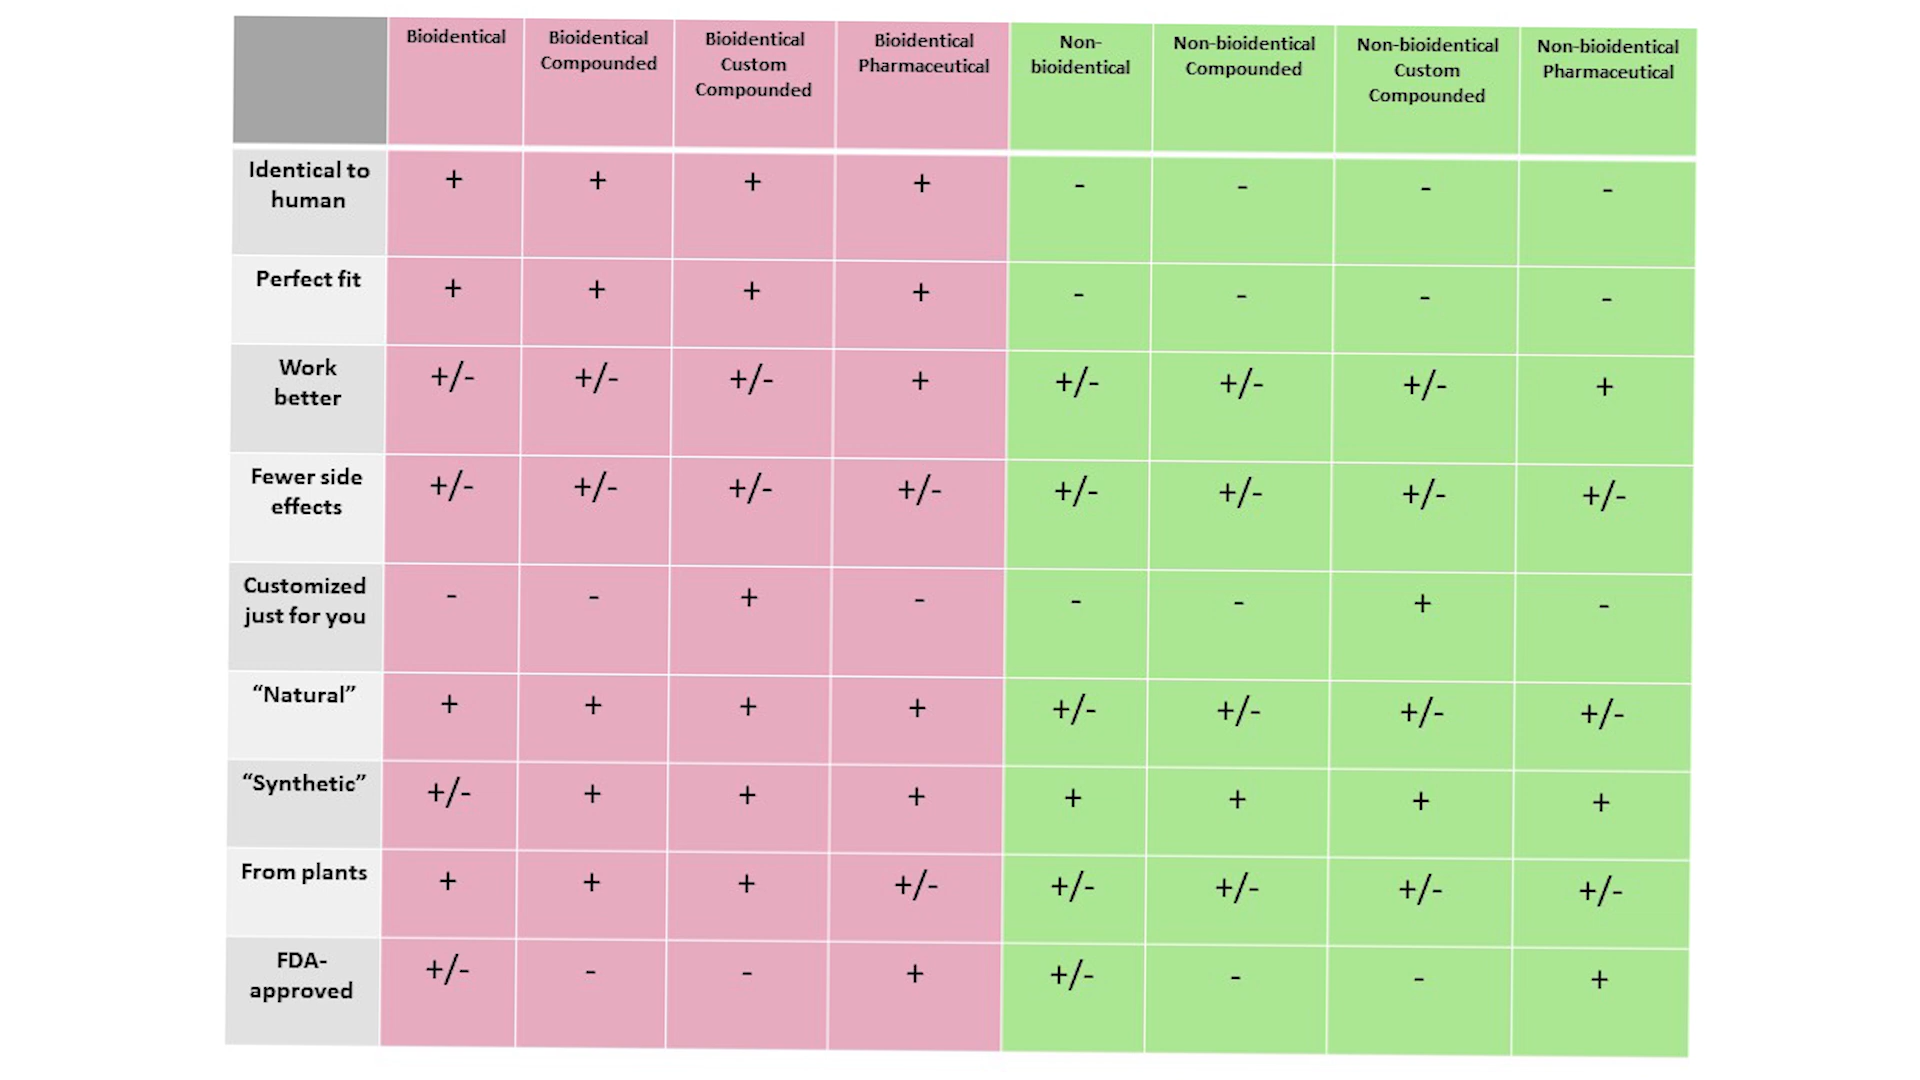 Bioidentical
Bioidentical
Compounded
Bioidentical
Custom
Compounded
Bioidentical
Pharmaceutical
Non-
bioidentical
Non-bioidentical
Compounded
Non-bioidentical
Custom
Compounded
Non-bioidentical
Pharmaceutical
Identical to
human
+ + + + - - - -
Perfect fit
+ + + + - - - -
Work
better
+/- +/- +/- + +/- +/- +/- +
Fewer side
effects
+/- +/- +/- +/- +/- +/- +/- +/-
Customized
just for you
- - + - - - + -
“Natural”
+ + + + +/- +/- +/- +/-
“Synthetic”
+/- + + + + + + +
From plants
+ + + +/- +/- +/- +/- +/-
FDA-
approved
+/- - - + +/- - - +